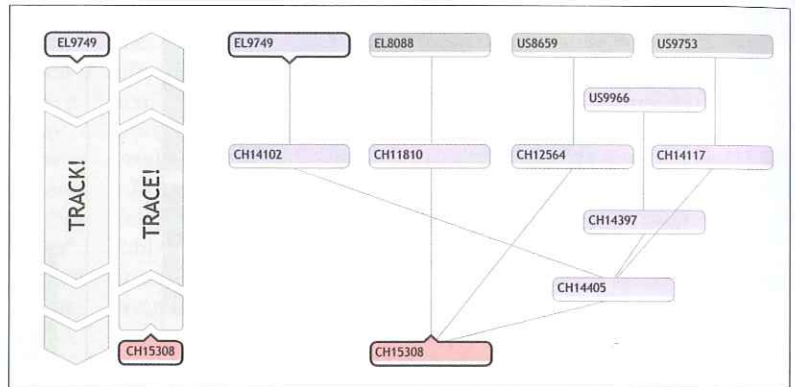 EL9749
TRACK!
TRACE!
CH15308
EL9749
EL8088
US8659
US9753
US9966
CH14102
CH11810
CH12564
CH14117
CH14397
CH14405
CH15308